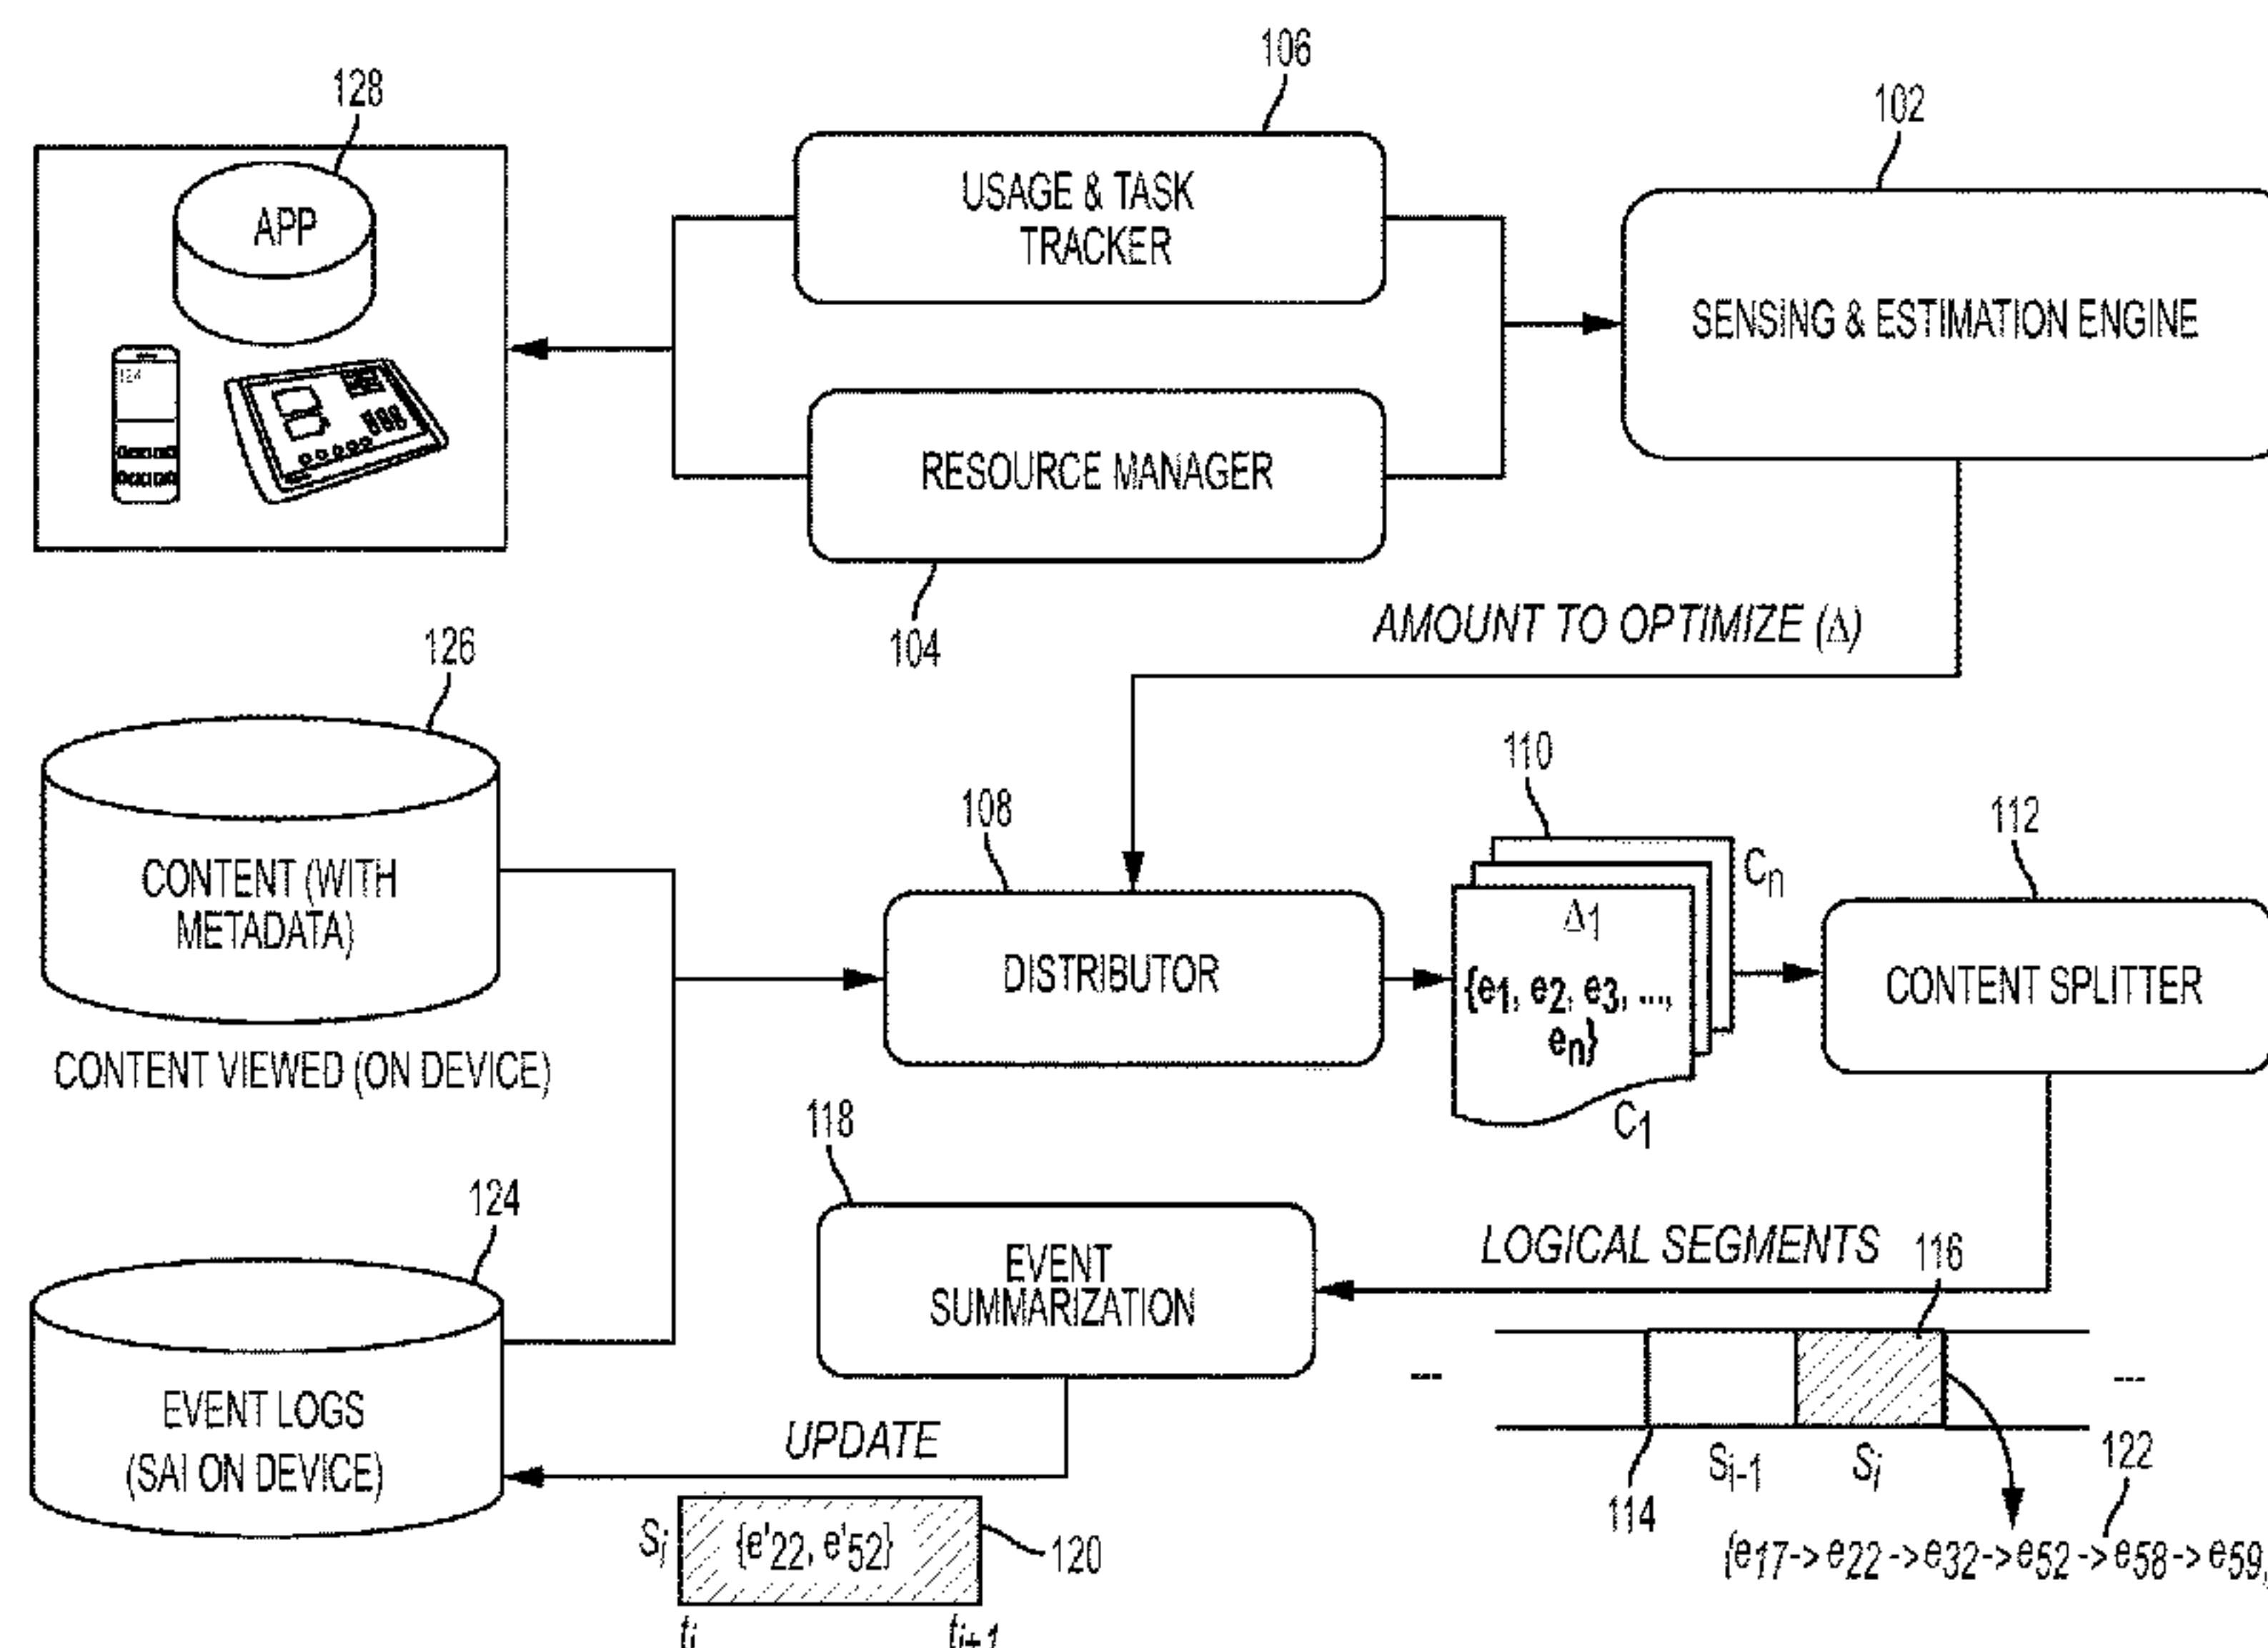 106
128
102
APP
USAGE & TASK
TRACKER
SENSING & ESTIMATION ENGINE
RESOURCE MANAGER
104
AMOUNT TO OPTIMIZE (Δ)
126
110
108
112
CONTENT (WITH
METADATA)
DISTRIBUTOR
Δ1
{e1, e2, e3, ...,
en}
Cn
C1
CONTENT SPLITTER
CONTENT VIEWED (ON DEVICE)
118
124
EVENT
SUMMARIZATION
LOGICAL SEGMENTS
116
EVENT LOGS
(SAI ON DEVICE)
UPDATE
---
---
Si-1
Si
114
122
Si
{e'22, e'52}
120
{e17->e22->e32->e52->e58->e59,
ti
ti+1